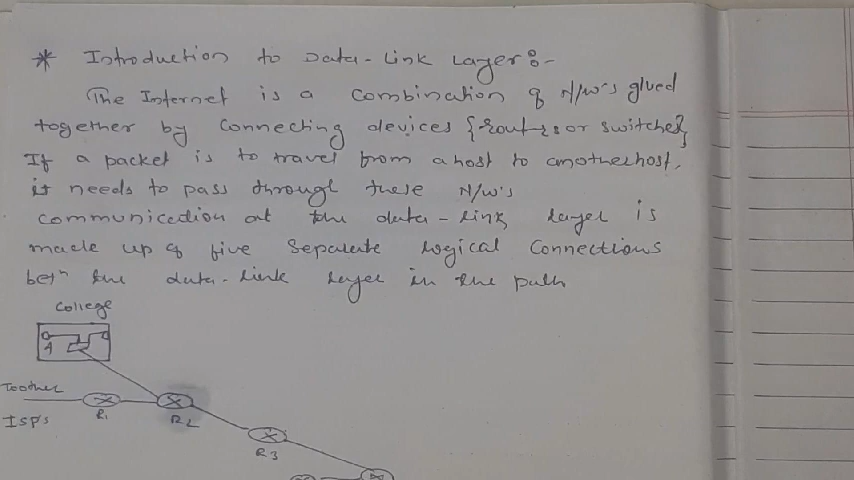 * Introduction to Data-Link Layer:-
The Internet is a combination of N/W's glued
together by connecting devices {routers or switches}
If a packet is to travel from a host to another host,
it needs to pass through these N/W's
communication at the data-link layer is
made up of five separate logical connections
betn the data-link layer in the path
College
A
To other
ISP's
R1
R2
R3